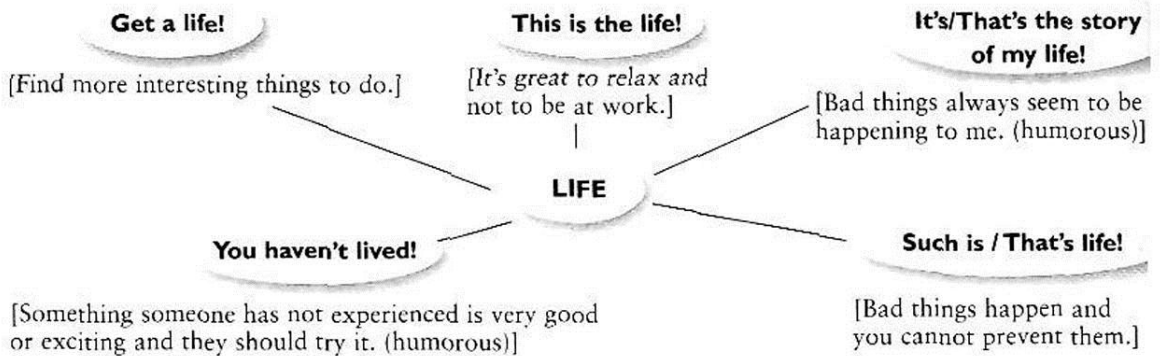 Get a life!
[Find more interesting things to do.]
This is the life!
[It's great to relax and
not to be at work.]
It's/That's the story
of my life!
[Bad things always seem to be
happening to me. (humorous)]
LIFE
You haven't lived!
[Something someone has not experienced is very good
or exciting and they should try it. (humorous)]
Such is / That's life!
[Bad things happen and
you cannot prevent them.]